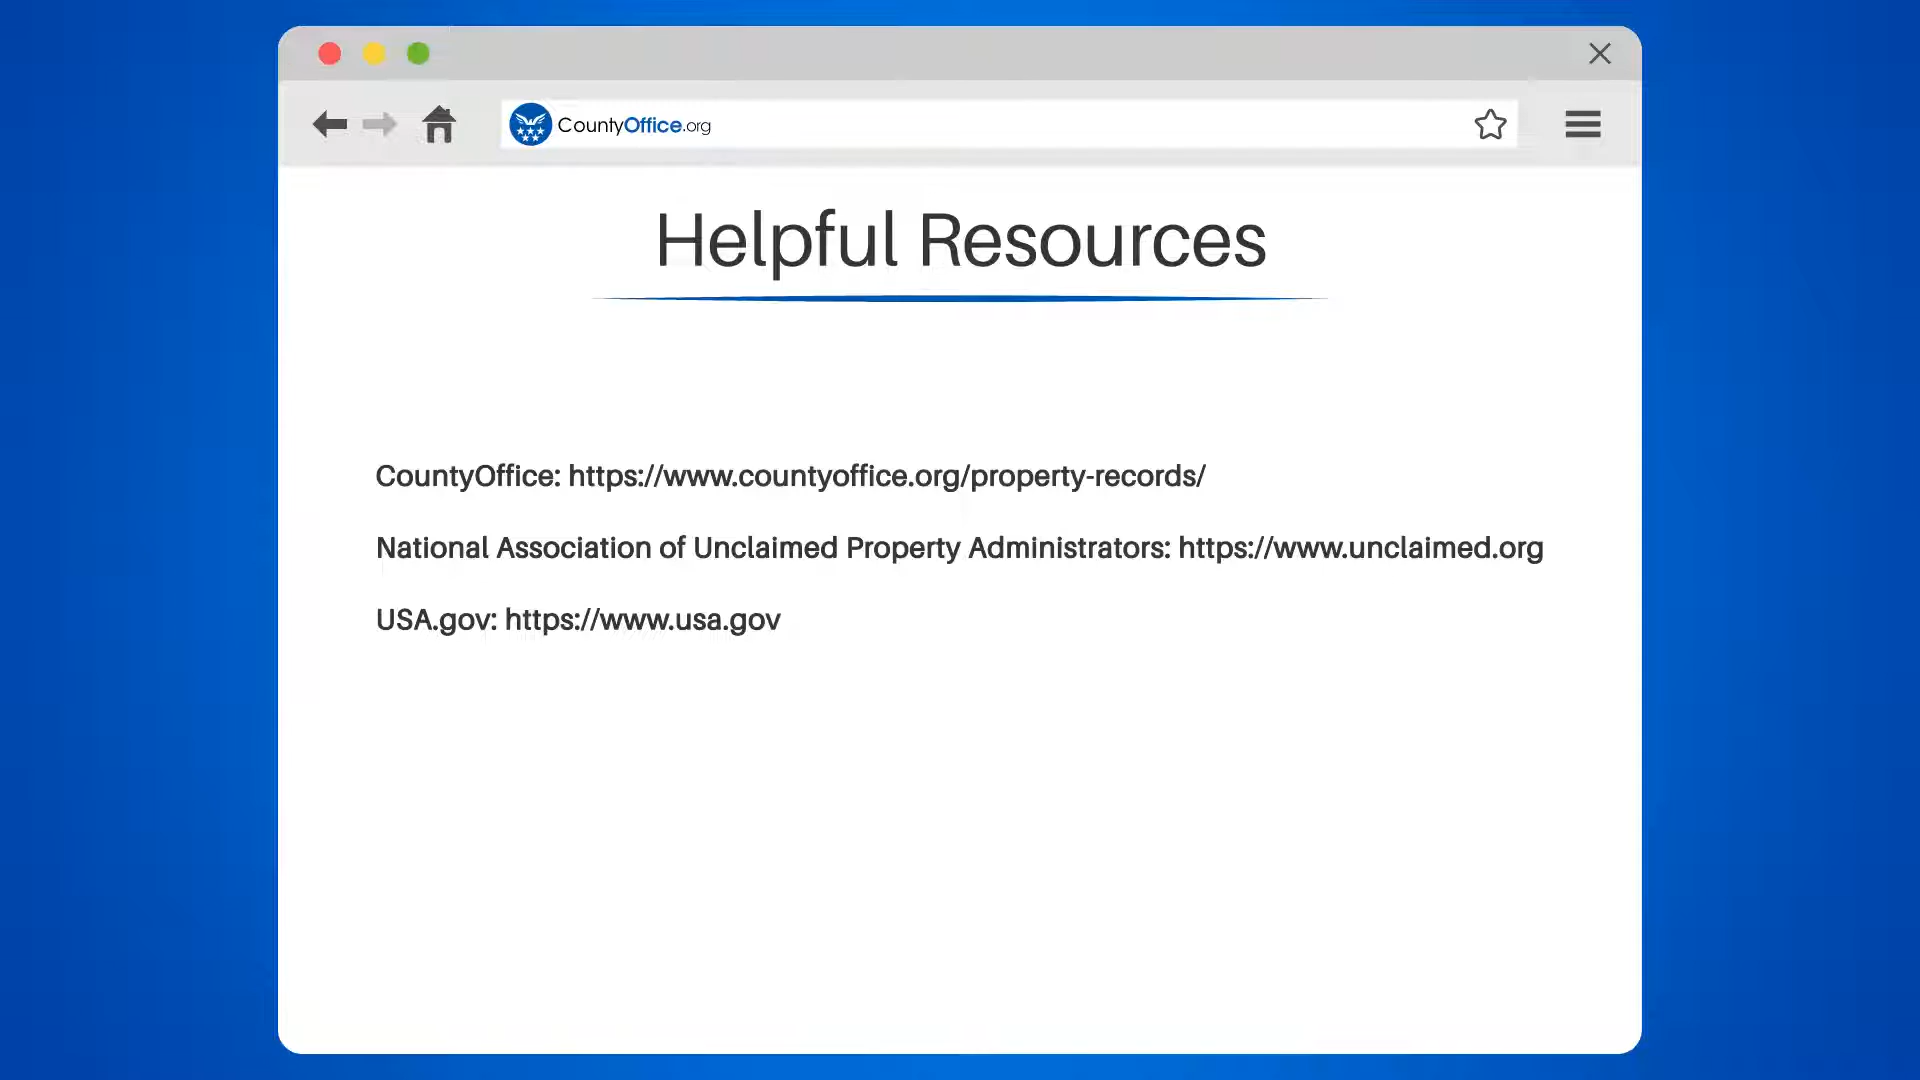 CountyOffice.org
Helpful Resources
CountyOffice: https://www.countyoffice.org/property-records/
National Association of Unclaimed Property Administrators: https://www.unclaimed.org
USA.gov: https://www.usa.gov